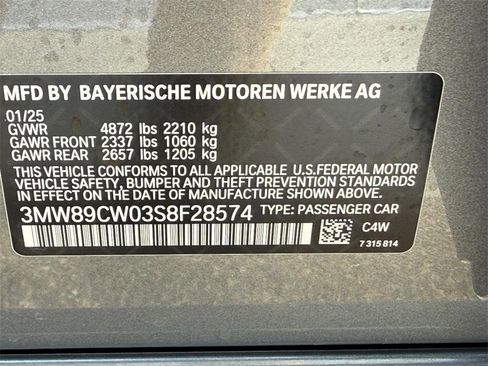 MFD BY BAYERISCHE MOTOREN WERKE AG
01/25
GVWR 4872 lbs 2210 kg
GAWR FRONT 2337 lbs 1060 kg
GAWR REAR 2657 lbs 1205 kg
THIS VEHICLE CONFORMS TO ALL APPLICABLE U.S.FEDERAL MOTOR
VEHICLE SAFETY, BUMPER AND THEFT PREVENTION STANDARDS
IN EFFECT ON THE DATE OF MANUFACTURE SHOWN ABOVE.
3MW89CW03S8F28574 TYPE: PASSENGER CAR
C4W
7 315 814